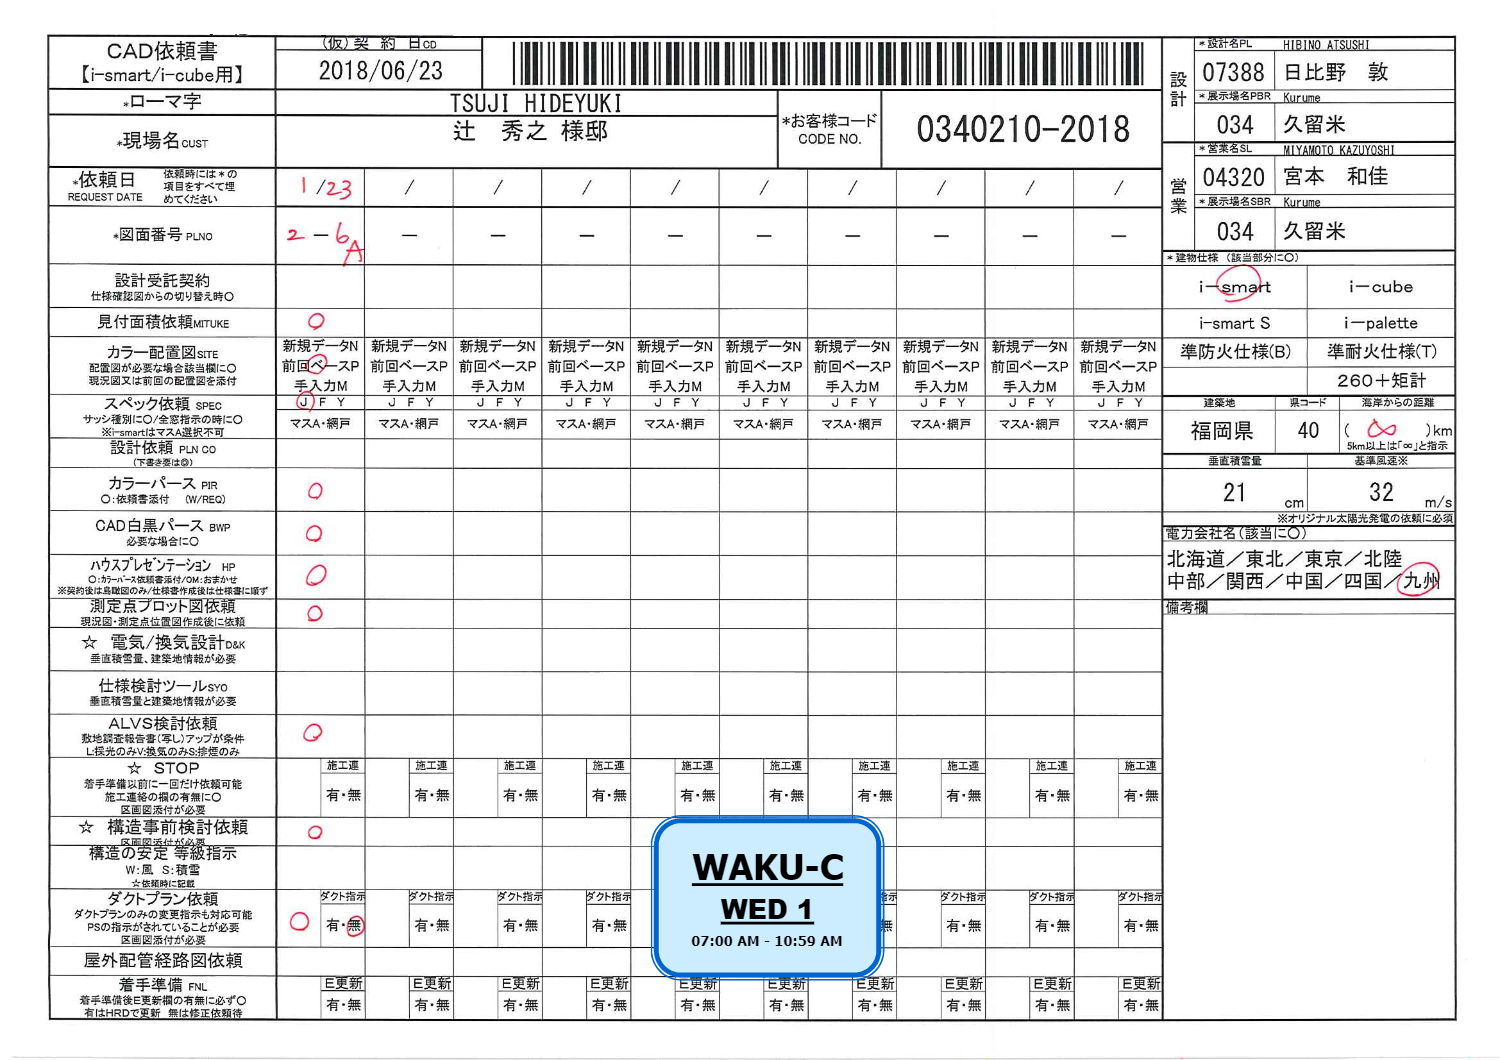 CAD依頼書
【i-smart/i-cube用】
(仮)契 約 日CD
2018/06/23
*ローマ字
TSUJI HIDEYUKI
*現場名CUST
辻 秀之 様邸
*お客様コード
CODE NO.
0340210-2018
*設計名PL HIBINO ATSUSHI
設計
07388 日比野 敦
*展示場名PBR Kurume
034 久留米
*営業名SL MIYAMOTO KAZUYOSHI
営業
04320 宮本 和佳
*展示場名SBR Kurume
034 久留米
*依頼日
REQUEST DATE
依頼時には*の
項目をすべて埋
めてください
1/23 / / / / / / / / /
*図面番号 PLNO
2-6A - - - - - - - - -
設計受託契約
仕様確認図からの切り替え時〇
見付面積依頼MITUKE
〇
カラー配置図SITE
配置図が必要な場合該当欄に〇
現況図又は前回の配置図を添付
新規データN 新規データN 新規データN 新規データN 新規データN 新規データN 新規データN 新規データN 新規データN 新規データN
前回ベースP 前回ベースP 前回ベースP 前回ベースP 前回ベースP 前回ベースP 前回ベースP 前回ベースP 前回ベースP 前回ベースP
手入力M 手入力M 手入力M 手入力M 手入力M 手入力M 手入力M 手入力M 手入力M 手入力M
スペック依頼 SPEC
サッシ種別に〇/全窓指示の時に〇
※i-smartはマスA選択不可
J F Y J F Y J F Y J F Y J F Y J F Y J F Y J F Y J F Y J F Y
マスA・網戸 マスA・網戸 マスA・網戸 マスA・網戸 マスA・網戸 マスA・網戸 マスA・網戸 マスA・網戸 マスA・網戸 マスA・網戸
設計依頼 PLN CO
(下書き要は◎)
カラーパース PIR
〇:依頼書添付 (W/REQ)
〇
CAD白黒パース BWP
必要な場合に〇
〇
ハウスプレゼンテーション HP
〇:カラーパース依頼書添付/OM:おまかせ
※契約後は鳥瞰図のみ/仕様書作成後は仕様書に順ず
〇
測定点プロット図依頼
現況図・測定点位置図作成後に依頼
〇
☆ 電気/換気設計D&K
垂直積雪量、建築地情報が必要
仕様検討ツールSYO
垂直積雪量と建築地情報が必要
ALVS検討依頼
敷地調査報告書(写し)アップが条件
L:採光のみV:換気のみS:排煙のみ
〇
☆ STOP
着手準備以前に一回だけ依頼可能
施工連絡の欄の有無に〇
区画図添付が必要
施工連 施工連 施工連 施工連 施工連 施工連 施工連 施工連 施工連 施工連
有・無 有・無 有・無 有・無 有・無 有・無 有・無 有・無 有・無 有・無
☆ 構造事前検討依頼
区画図添付が必要
〇
構造の安定 等級指示
W:風 S:積雪
☆依頼時に記載
ダクトプラン依頼
ダクトプランのみの変更指示も対応可能
PSの指示がされていることが必要
区画図添付が必要
ダクト指示 ダクト指示 ダクト指示 ダクト指示 指示 ダクト指示 ダクト指示 ダクト指示
〇 有・無 有・無 有・無 有・無 無 有・無 有・無 有・無
屋外配管経路図依頼
着手準備 FNL
着手準備後E更新欄の有無に必ず〇
有はHRDで更新 無は修正依頼待
E更新 E更新 E更新 E更新 E更新 E更新 E更新 E更新 E更新 E更新
有・無 有・無 有・無 有・無 有・無 有・無 有・無 有・無 有・無 有・無
WAKU-C
WED 1
07:00 AM - 10:59 AM
*建物仕様 (該当部分に〇)
i-smart i-cube
i-smart S i-palette
準防火仕様(B) 準耐火仕様(T)
260+矩計
建築地 県コード 海岸からの距離
福岡県 40 ( ∞ )km
5km以上は「∞」と指示
垂直積雪量 基準風速※
21 cm 32 m/s
※オリジナル太陽光発電の依頼に必須
電力会社名(該当に〇)
北海道/東北/東京/北陸
中部/関西/中国/四国/九州
備考欄